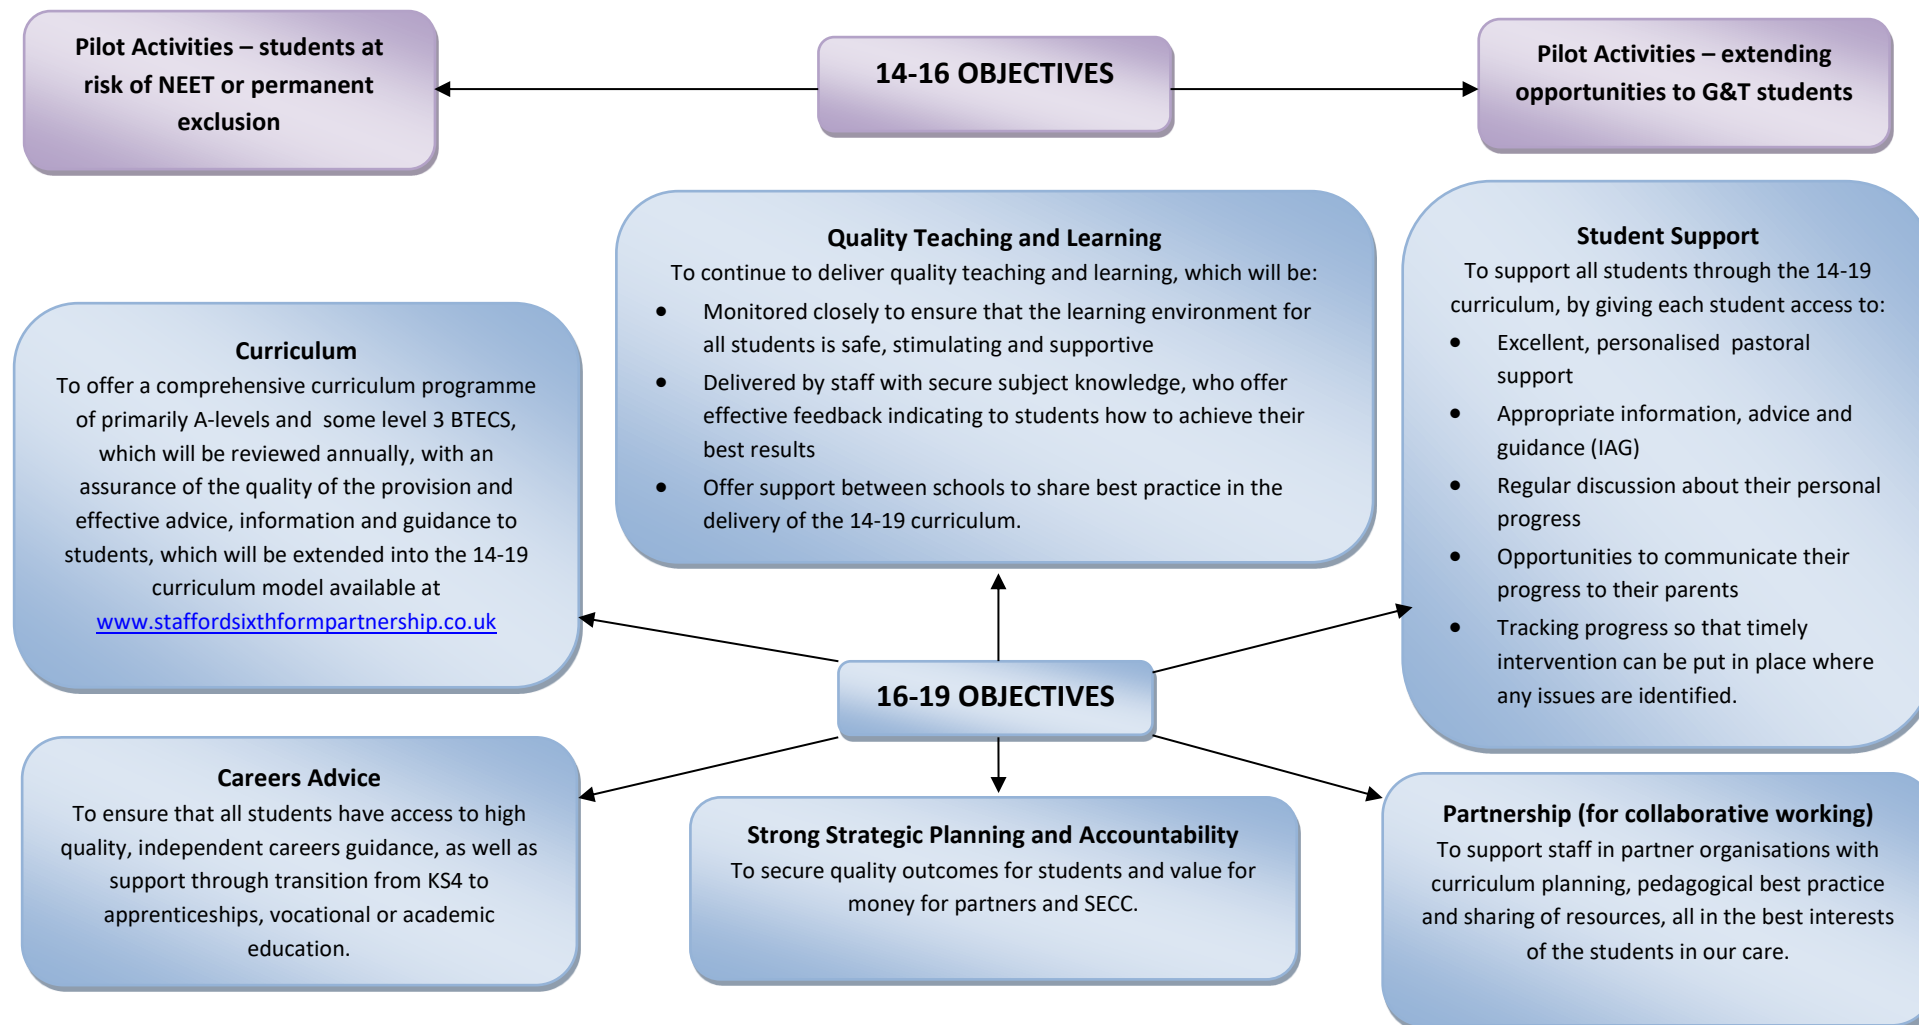 Pilot Activities – students at
risk of NEET or permanent
exclusion
14-16 OBJECTIVES
Pilot Activities – extending
opportunities to G&T students
Quality Teaching and Learning
To continue to deliver quality teaching and learning, which will be:
• Monitored closely to ensure that the learning environment for
all students is safe, stimulating and supportive
• Delivered by staff with secure subject knowledge, who offer
effective feedback indicating to students how to achieve their
best results
• Offer support between schools to share best practice in the
delivery of the 14-19 curriculum.
Student Support
To support all students through the 14-19
curriculum, by giving each student access to:
• Excellent, personalised pastoral
support
• Appropriate information, advice and
guidance (IAG)
• Regular discussion about their personal
progress
• Opportunities to communicate their
progress to their parents
• Tracking progress so that timely
intervention can be put in place where
any issues are identified.
Curriculum
To offer a comprehensive curriculum programme
of primarily A-levels and some level 3 BTECS,
which will be reviewed annually, with an
assurance of the quality of the provision and
effective advice, information and guidance to
students, which will be extended into the 14-19
curriculum model available at
www.staffordsixthformpartnership.co.uk
16-19 OBJECTIVES
Careers Advice
To ensure that all students have access to high
quality, independent careers guidance, as well as
support through transition from KS4 to
apprenticeships, vocational or academic
education.
Strong Strategic Planning and Accountability
To secure quality outcomes for students and value for
money for partners and SECC.
Partnership (for collaborative working)
To support staff in partner organisations with
curriculum planning, pedagogical best practice
and sharing of resources, all in the best interests
of the students in our care.